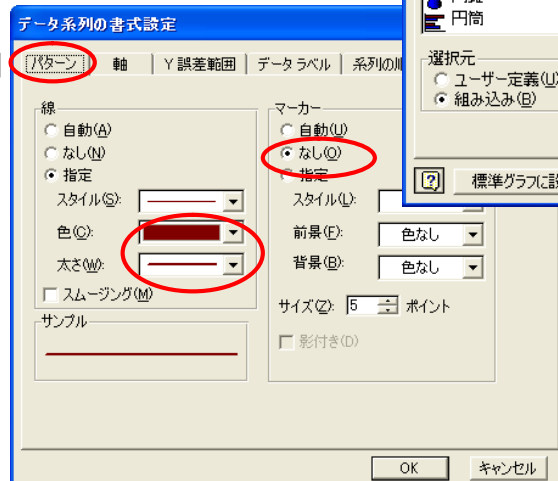 円筒
選択元
ユーザー定義(U)
組み込み(B)
標準グラフに設
データ系列の書式設定
パターン 軸 Y 誤差範囲 データ ラベル 系列の
線
自動(A)
なし(N)
指定
スタイル(S):
色(C):
太さ(W):
スムージング(M)
サンプル
マーカー
自動(U)
なし(O)
指定
スタイル(L):
前景(F): 色なし
背景(B): 色なし
サイズ(Z): 5 ポイント
影付き(D)
OK キャンセル